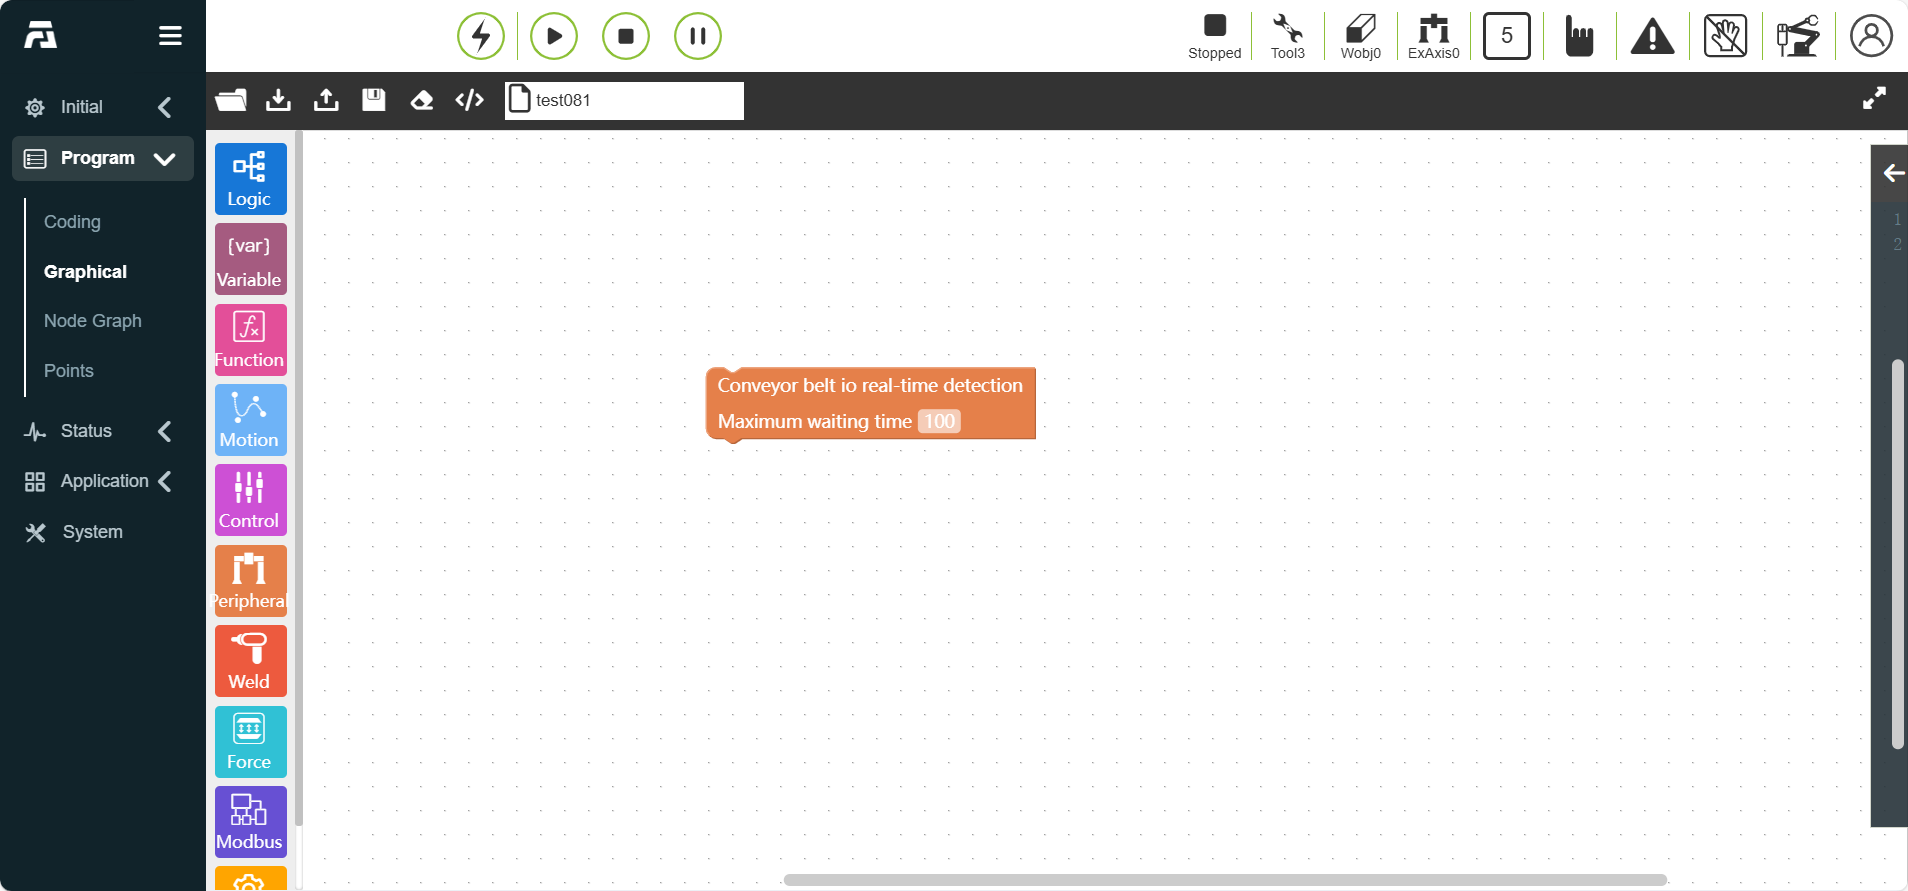 Stopped
Tool3
Wobj0
ExAxis0
5
test081
Initial
Program
Coding
Graphical
Node Graph
Points
Status
Application
System
Logic
{var}
Variable
fx
Function
Motion
Control
Peripheral
Weld
Force
Modbus
Conveyor belt io real-time detection
Maximum waiting time 100
1
2